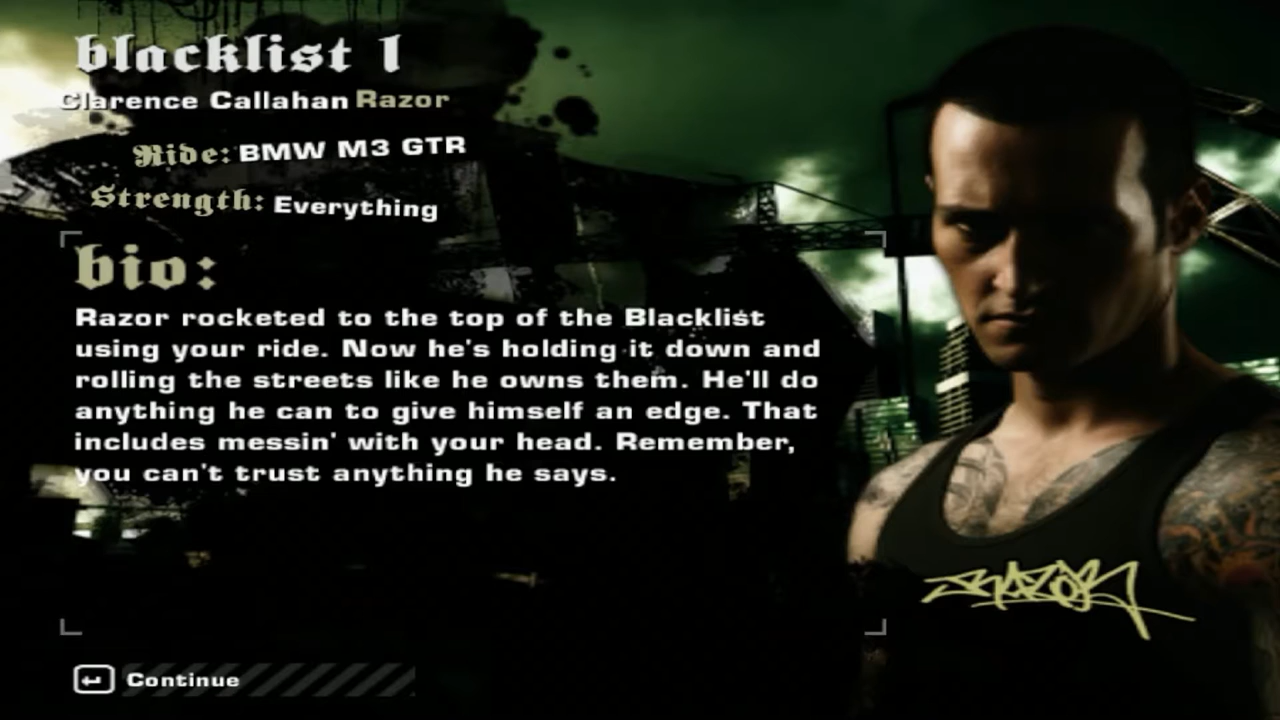 blacklist 1
Clarence Callahan Razor
Ride: BMW M3 GTR
Strength: Everything
bio:
Razor rocketed to the top of the Blacklist
using your ride. Now he's holding it down and
rolling the streets like he owns them. He'll do
anything he can to give himself an edge. That
includes messin' with your head. Remember,
you can't trust anything he says.
RAZOR
Continue